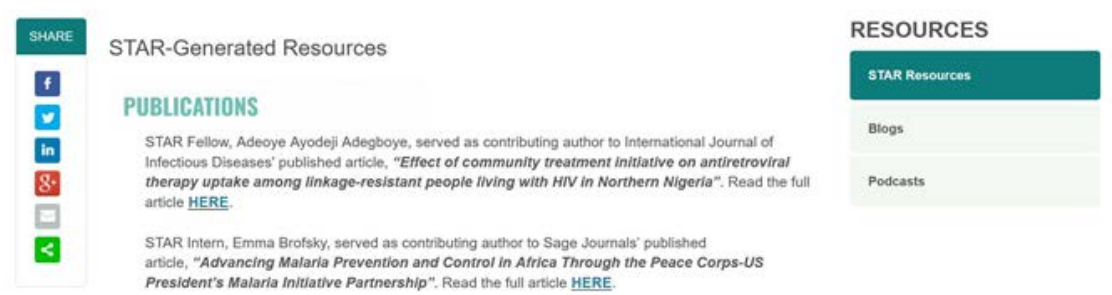 SHARE
STAR-Generated Resources
PUBLICATIONS
STAR Fellow, Adeoye Ayodeji Adegboye, served as contributing author to International Journal of
Infectious Diseases' published article, "Effect of community treatment initiative on antiretroviral
therapy uptake among linkage-resistant people living with HIV in Northern Nigeria". Read the full
article HERE.
STAR Intern, Emma Brofsky, served as contributing author to Sage Journals' published
article, "Advancing Malaria Prevention and Control in Africa Through the Peace Corps-US
President's Malaria Initiative Partnership". Read the full article HERE.
RESOURCES
STAR Resources
Blogs
Podcasts